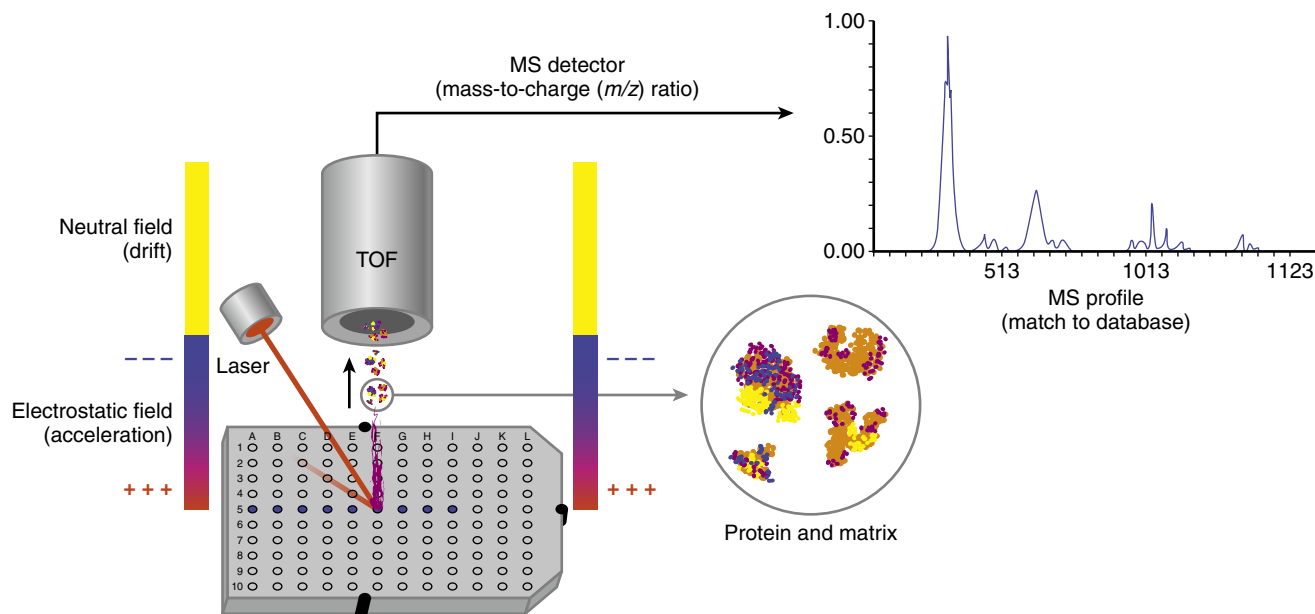 MS detector
(mass-to-charge (m/z) ratio)
1.00
0.50
0.00
513 1013 1123
MS profile
(match to database)
Neutral field
(drift)
TOF
Laser
– – –
– – –
Electrostatic field
(acceleration)
+ + +
+ + +
A B C D E F G H I J K L
1
2
3
4
5
6
7
8
9
10
Protein and matrix